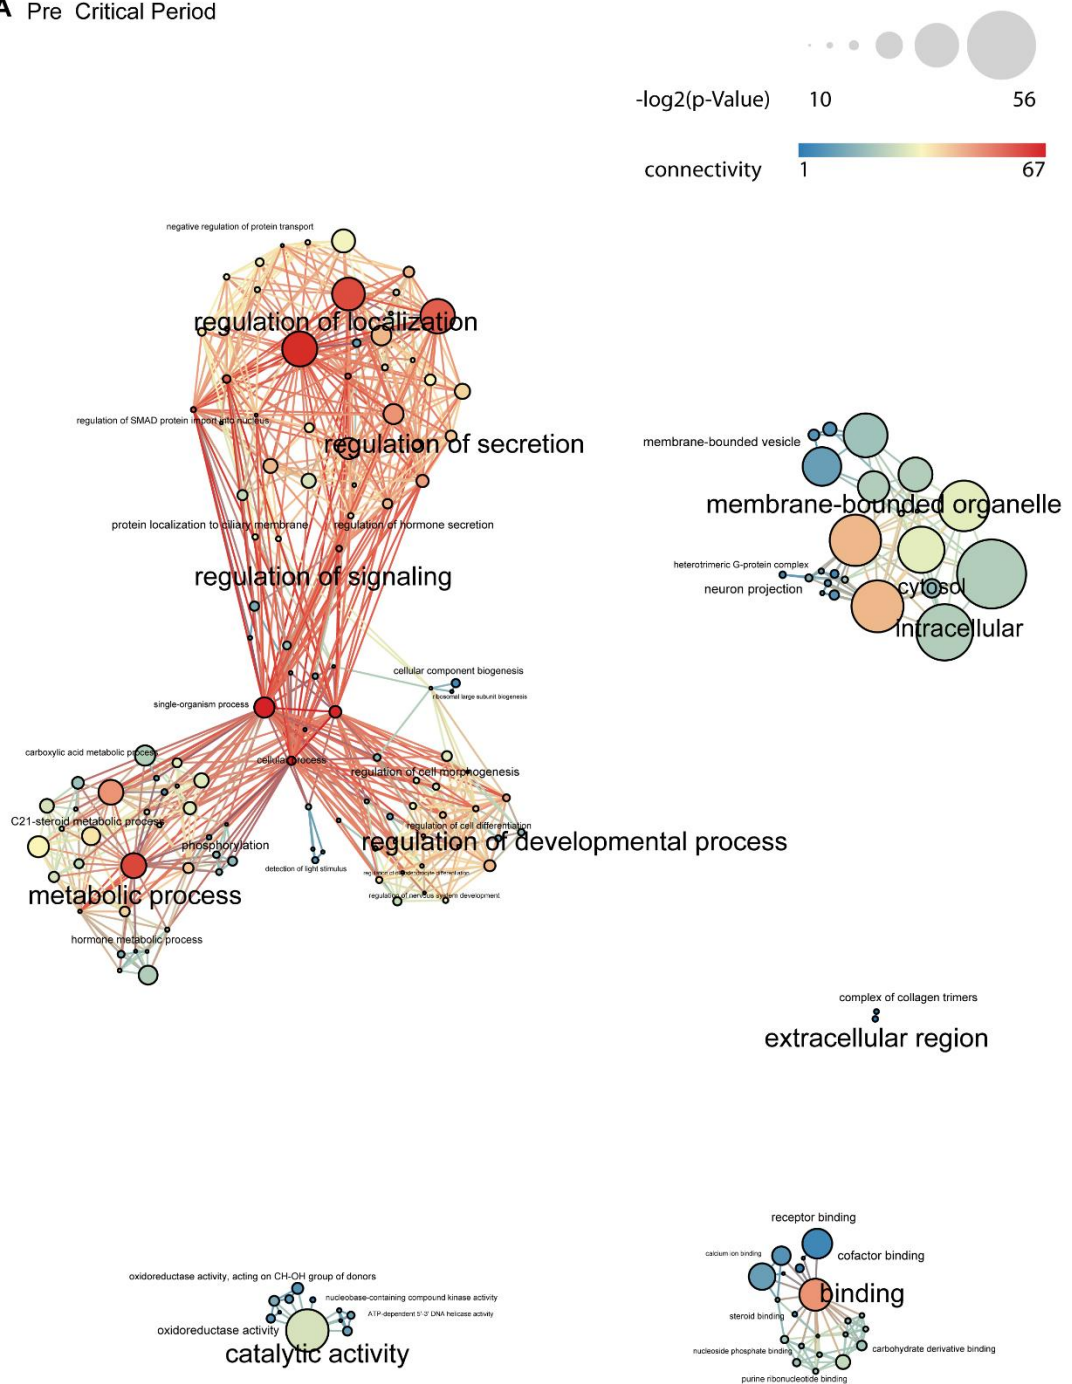 A Pre Critical Period
-log2(p-Value) 10 56
connectivity 1 67
negative regulation of protein transport
regulation of localization
regulation of SMAD protein import into nucleus
regulation of secretion
protein localization to ciliary membrane
regulation of hormone secretion
regulation of signaling
membrane-bounded vesicle
membrane-bounded organelle
heterotrimeric G-protein complex
neuron projection
cytosol
intracellular
cellular component biogenesis
ribosomal large subunit biogenesis
single-organism process
carboxylic acid metabolic process
cellular process
regulation of cell morphogenesis
C21-steroid metabolic process
regulation of cell differentiation
phosphorylation
regulation of developmental process
detection of light stimulus
regulation of nervous system development
metabolic process
hormone metabolic process
complex of collagen trimers
extracellular region
receptor binding
calcium ion binding
cofactor binding
binding
steroid binding
nucleoside phosphate binding
carbohydrate derivative binding
purine ribonucleotide binding
oxidoreductase activity, acting on CH-OH group of donors
nucleobase-containing compound kinase activity
ATP-dependent 5'-3' DNA helicase activity
oxidoreductase activity
catalytic activity